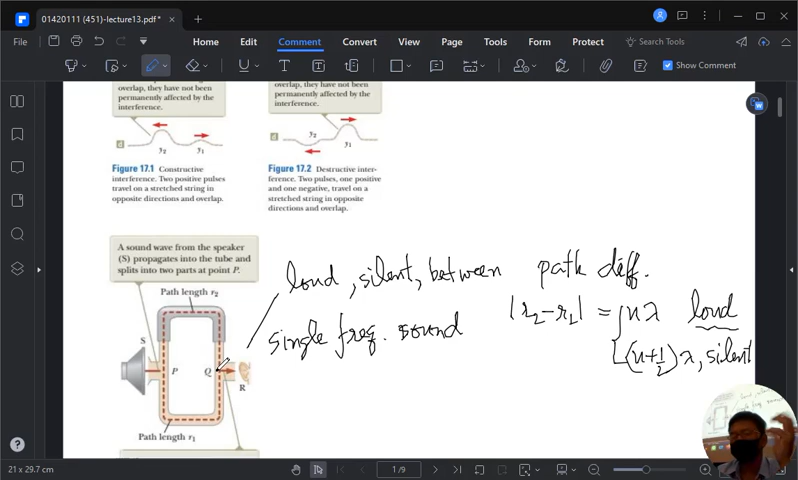 01420111 (451)-lecture13.pdf*
File
Home Edit Comment Convert View Page Tools Form Protect Search Tools
Show Comment
overlap, they have not been
permanently affected by the
interference.
overlap, they have not been
permanently affected by the
interference.
d
y2 y1
d
y2
y1
Figure 17.1 Constructive
interference. Two positive pulses
travel on a stretched string in
opposite directions and overlap.
Figure 17.2 Destructive inter-
ference. Two pulses, one positive
and one negative, travel on a
stretched string in opposite
directions and overlap.
A sound wave from the speaker
(S) propagates into the tube and
splits into two parts at point P.
Path length r2
S
P
Q
R
Path length r1
loud, silent, between path diff.
single freq. sound |r2-r1| = nλ loud
(n+1/2)λ, silent
21 x 29.7 cm
1 /9